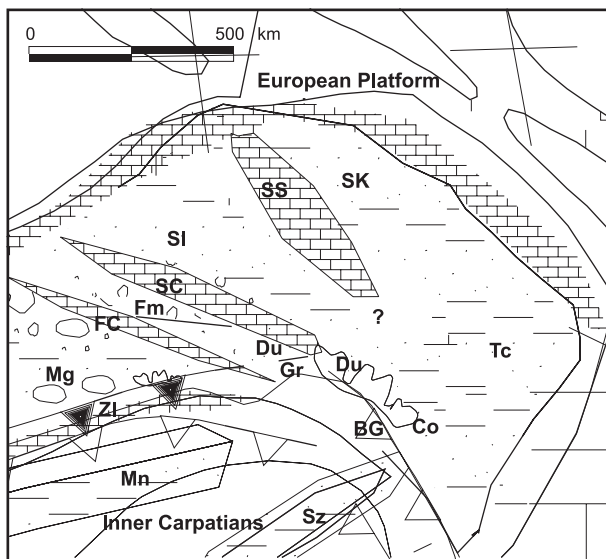 0 500 km
European Platform
SS
SK
SI
SC
Fm
?
FC
Du
Du
Tc
Gr
Mg
Zl
BG
Co
Mn
Sz
Inner Carpatians